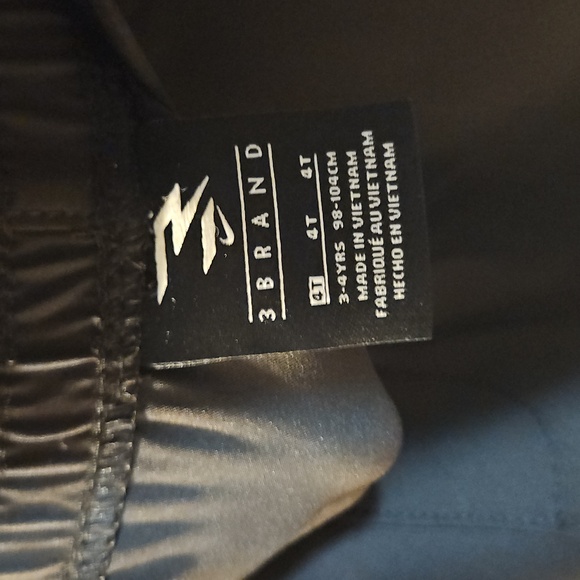 3BRAND
4T 4T 4T
3-4YRS 98-104CM
MADE IN VIETNAM
FABRIQUÉ AU VIETNAM
HECHO EN VIETNAM